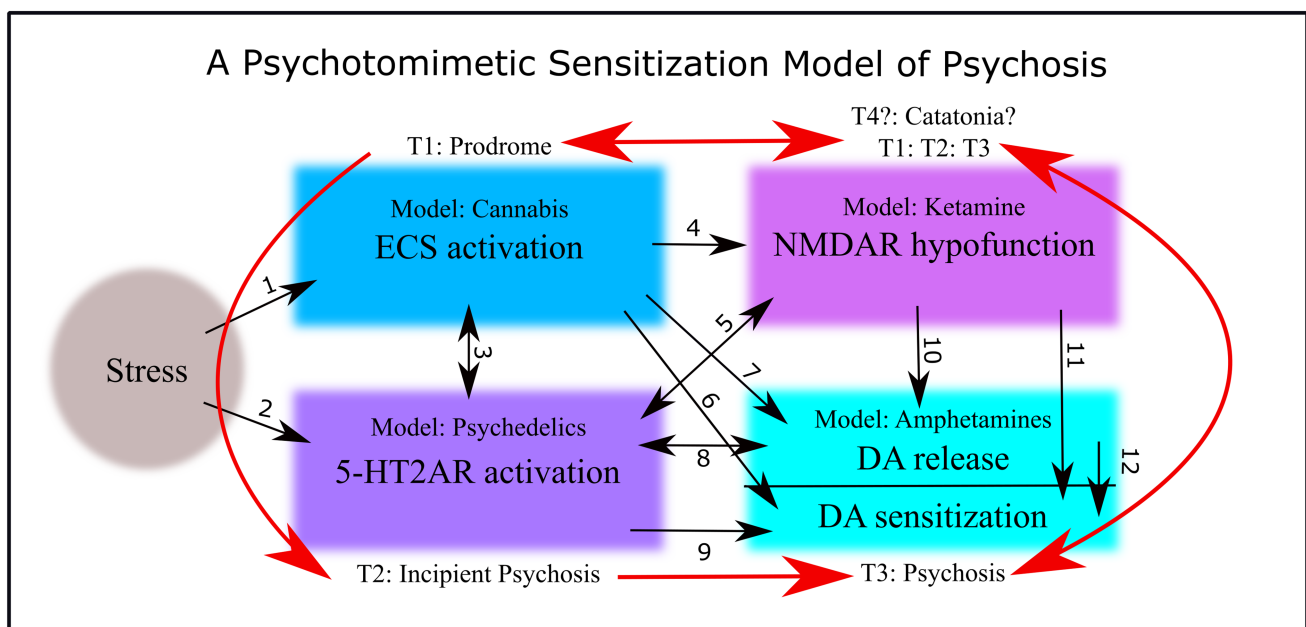 A Psychotomimetic Sensitization Model of Psychosis
T4?: Catatonia?
T1: Prodrome
T1: T2: T3
Model: Cannabis
ECS activation
4
Model: Ketamine
NMDAR hypofunction
1
Stress
2
3
5
7
6
10
11
Model: Psychedelics
5-HT2AR activation
8
9
Model: Amphetamines
DA release
12
DA sensitization
T2: Incipient Psychosis
T3: Psychosis